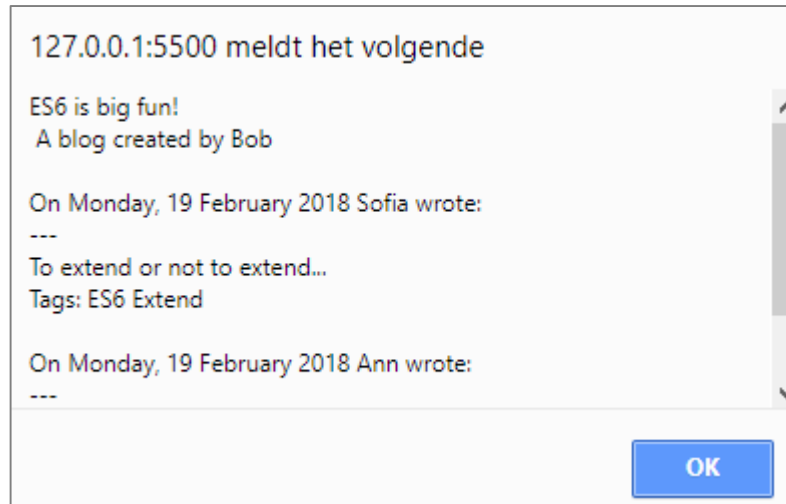 127.0.0.1:5500 meldt het volgende
ES6 is big fun!
A blog created by Bob
On Monday, 19 February 2018 Sofia wrote:
---
To extend or not to extend...
Tags: ES6 Extend
On Monday, 19 February 2018 Ann wrote:
---
OK